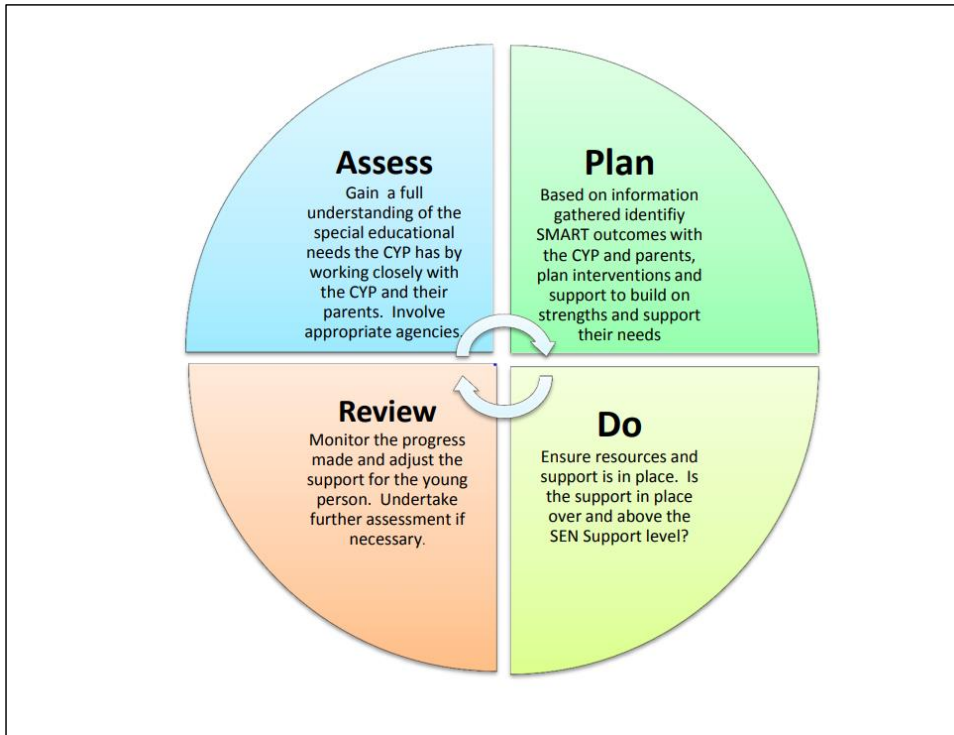 Assess
Gain a full
understanding of the
special educational
needs the CYP has by
working closely with
the CYP and their
parents. Involve
appropriate agencies.
Plan
Based on information
gathered identifiy
SMART outcomes with
the CYP and parents,
plan interventions and
support to build on
strengths and support
their needs
Review
Monitor the progress
made and adjust the
support for the young
person. Undertake
further assessment if
necessary.
Do
Ensure resources and
support is in place. Is
the support in place
over and above the
SEN Support level?